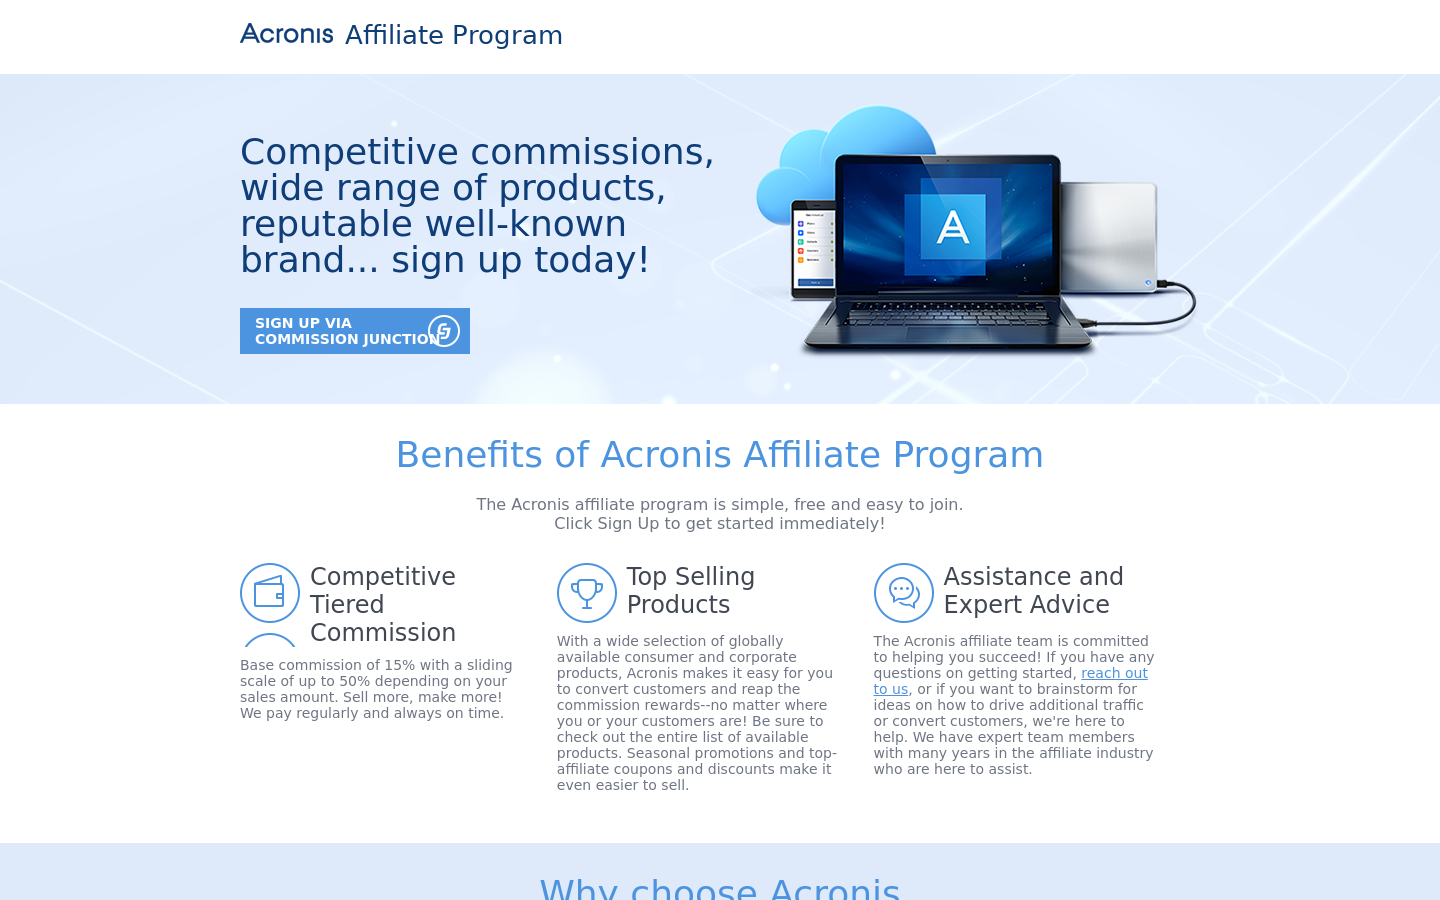 Acronis Affiliate Program
Competitive commissions,
wide range of products,
reputable well-known
brand... sign up today!
SIGN UP VIA
COMMISSION JUNCTION
Benefits of Acronis Affiliate Program
The Acronis affiliate program is simple, free and easy to join.
Click Sign Up to get started immediately!
Competitive
Tiered
Commission
Base commission of 15% with a sliding
scale of up to 50% depending on your
sales amount. Sell more, make more!
We pay regularly and always on time.
Top Selling
Products
With a wide selection of globally
available consumer and corporate
products, Acronis makes it easy for you
to convert customers and reap the
commission rewards--no matter where
you or your customers are! Be sure to
check out the entire list of available
products. Seasonal promotions and top-
affiliate coupons and discounts make it
even easier to sell.
Assistance and
Expert Advice
The Acronis affiliate team is committed
to helping you succeed! If you have any
questions on getting started, reach out
to us, or if you want to brainstorm for
ideas on how to drive additional traffic
or convert customers, we're here to
help. We have expert team members
with many years in the affiliate industry
who are here to assist.
Why choose Acronis